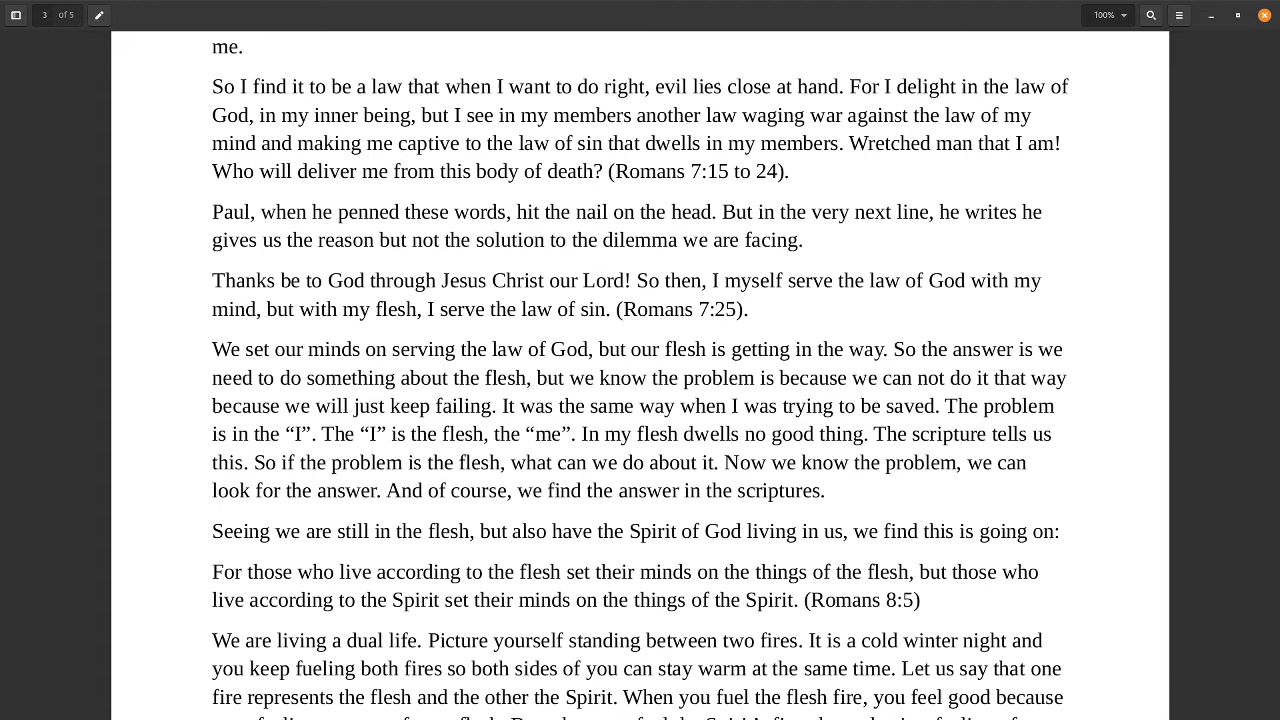 3 of 5
100%
me.
So I find it to be a law that when I want to do right, evil lies close at hand. For I delight in the law of
God, in my inner being, but I see in my members another law waging war against the law of my
mind and making me captive to the law of sin that dwells in my members. Wretched man that I am!
Who will deliver me from this body of death? (Romans 7:15 to 24).
Paul, when he penned these words, hit the nail on the head. But in the very next line, he writes he
gives us the reason but not the solution to the dilemma we are facing.
Thanks be to God through Jesus Christ our Lord! So then, I myself serve the law of God with my
mind, but with my flesh, I serve the law of sin. (Romans 7:25).
We set our minds on serving the law of God, but our flesh is getting in the way. So the answer is we
need to do something about the flesh, but we know the problem is because we can not do it that way
because we will just keep failing. It was the same way when I was trying to be saved. The problem
is in the “I”. The “I” is the flesh, the “me”. In my flesh dwells no good thing. The scripture tells us
this. So if the problem is the flesh, what can we do about it. Now we know the problem, we can
look for the answer. And of course, we find the answer in the scriptures.
Seeing we are still in the flesh, but also have the Spirit of God living in us, we find this is going on:
For those who live according to the flesh set their minds on the things of the flesh, but those who
live according to the Spirit set their minds on the things of the Spirit. (Romans 8:5)
We are living a dual life. Picture yourself standing between two fires. It is a cold winter night and
you keep fueling both fires so both sides of you can stay warm at the same time. Let us say that one
fire represents the flesh and the other the Spirit. When you fuel the flesh fire, you feel good because